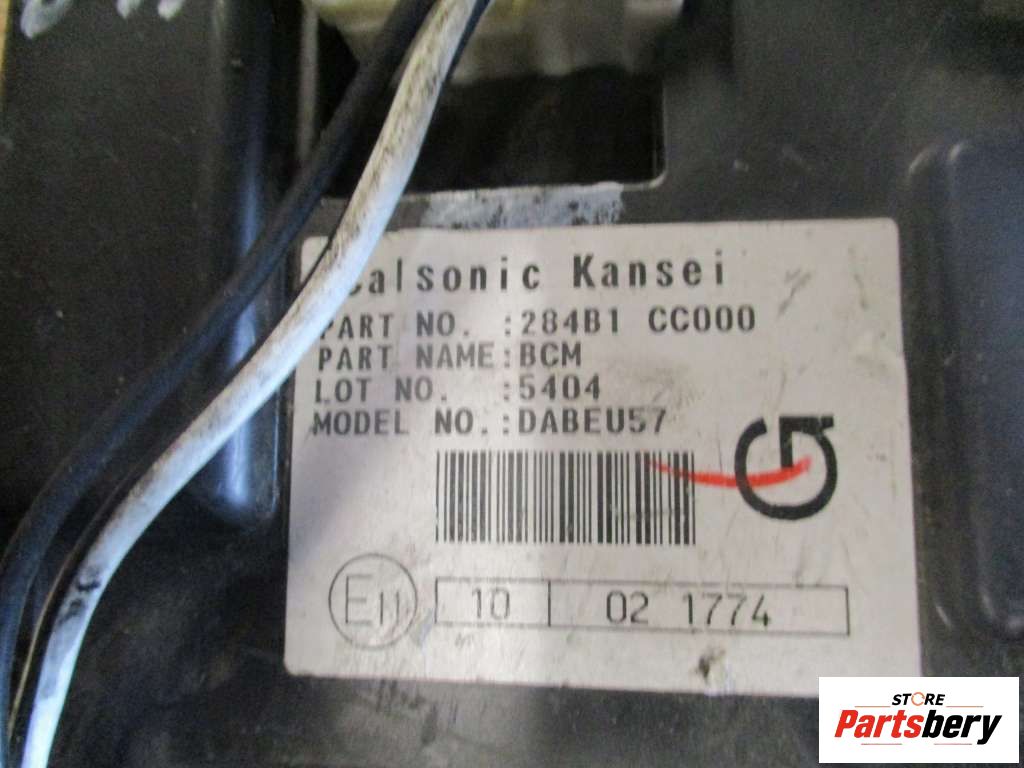 Calsonic Kansei
PART NO. :284B1 CC000
PART NAME:BCM
LOT NO. :5404
MODEL NO.:DABEU57
G
E11 10 02 1774
STORE
Partsbery